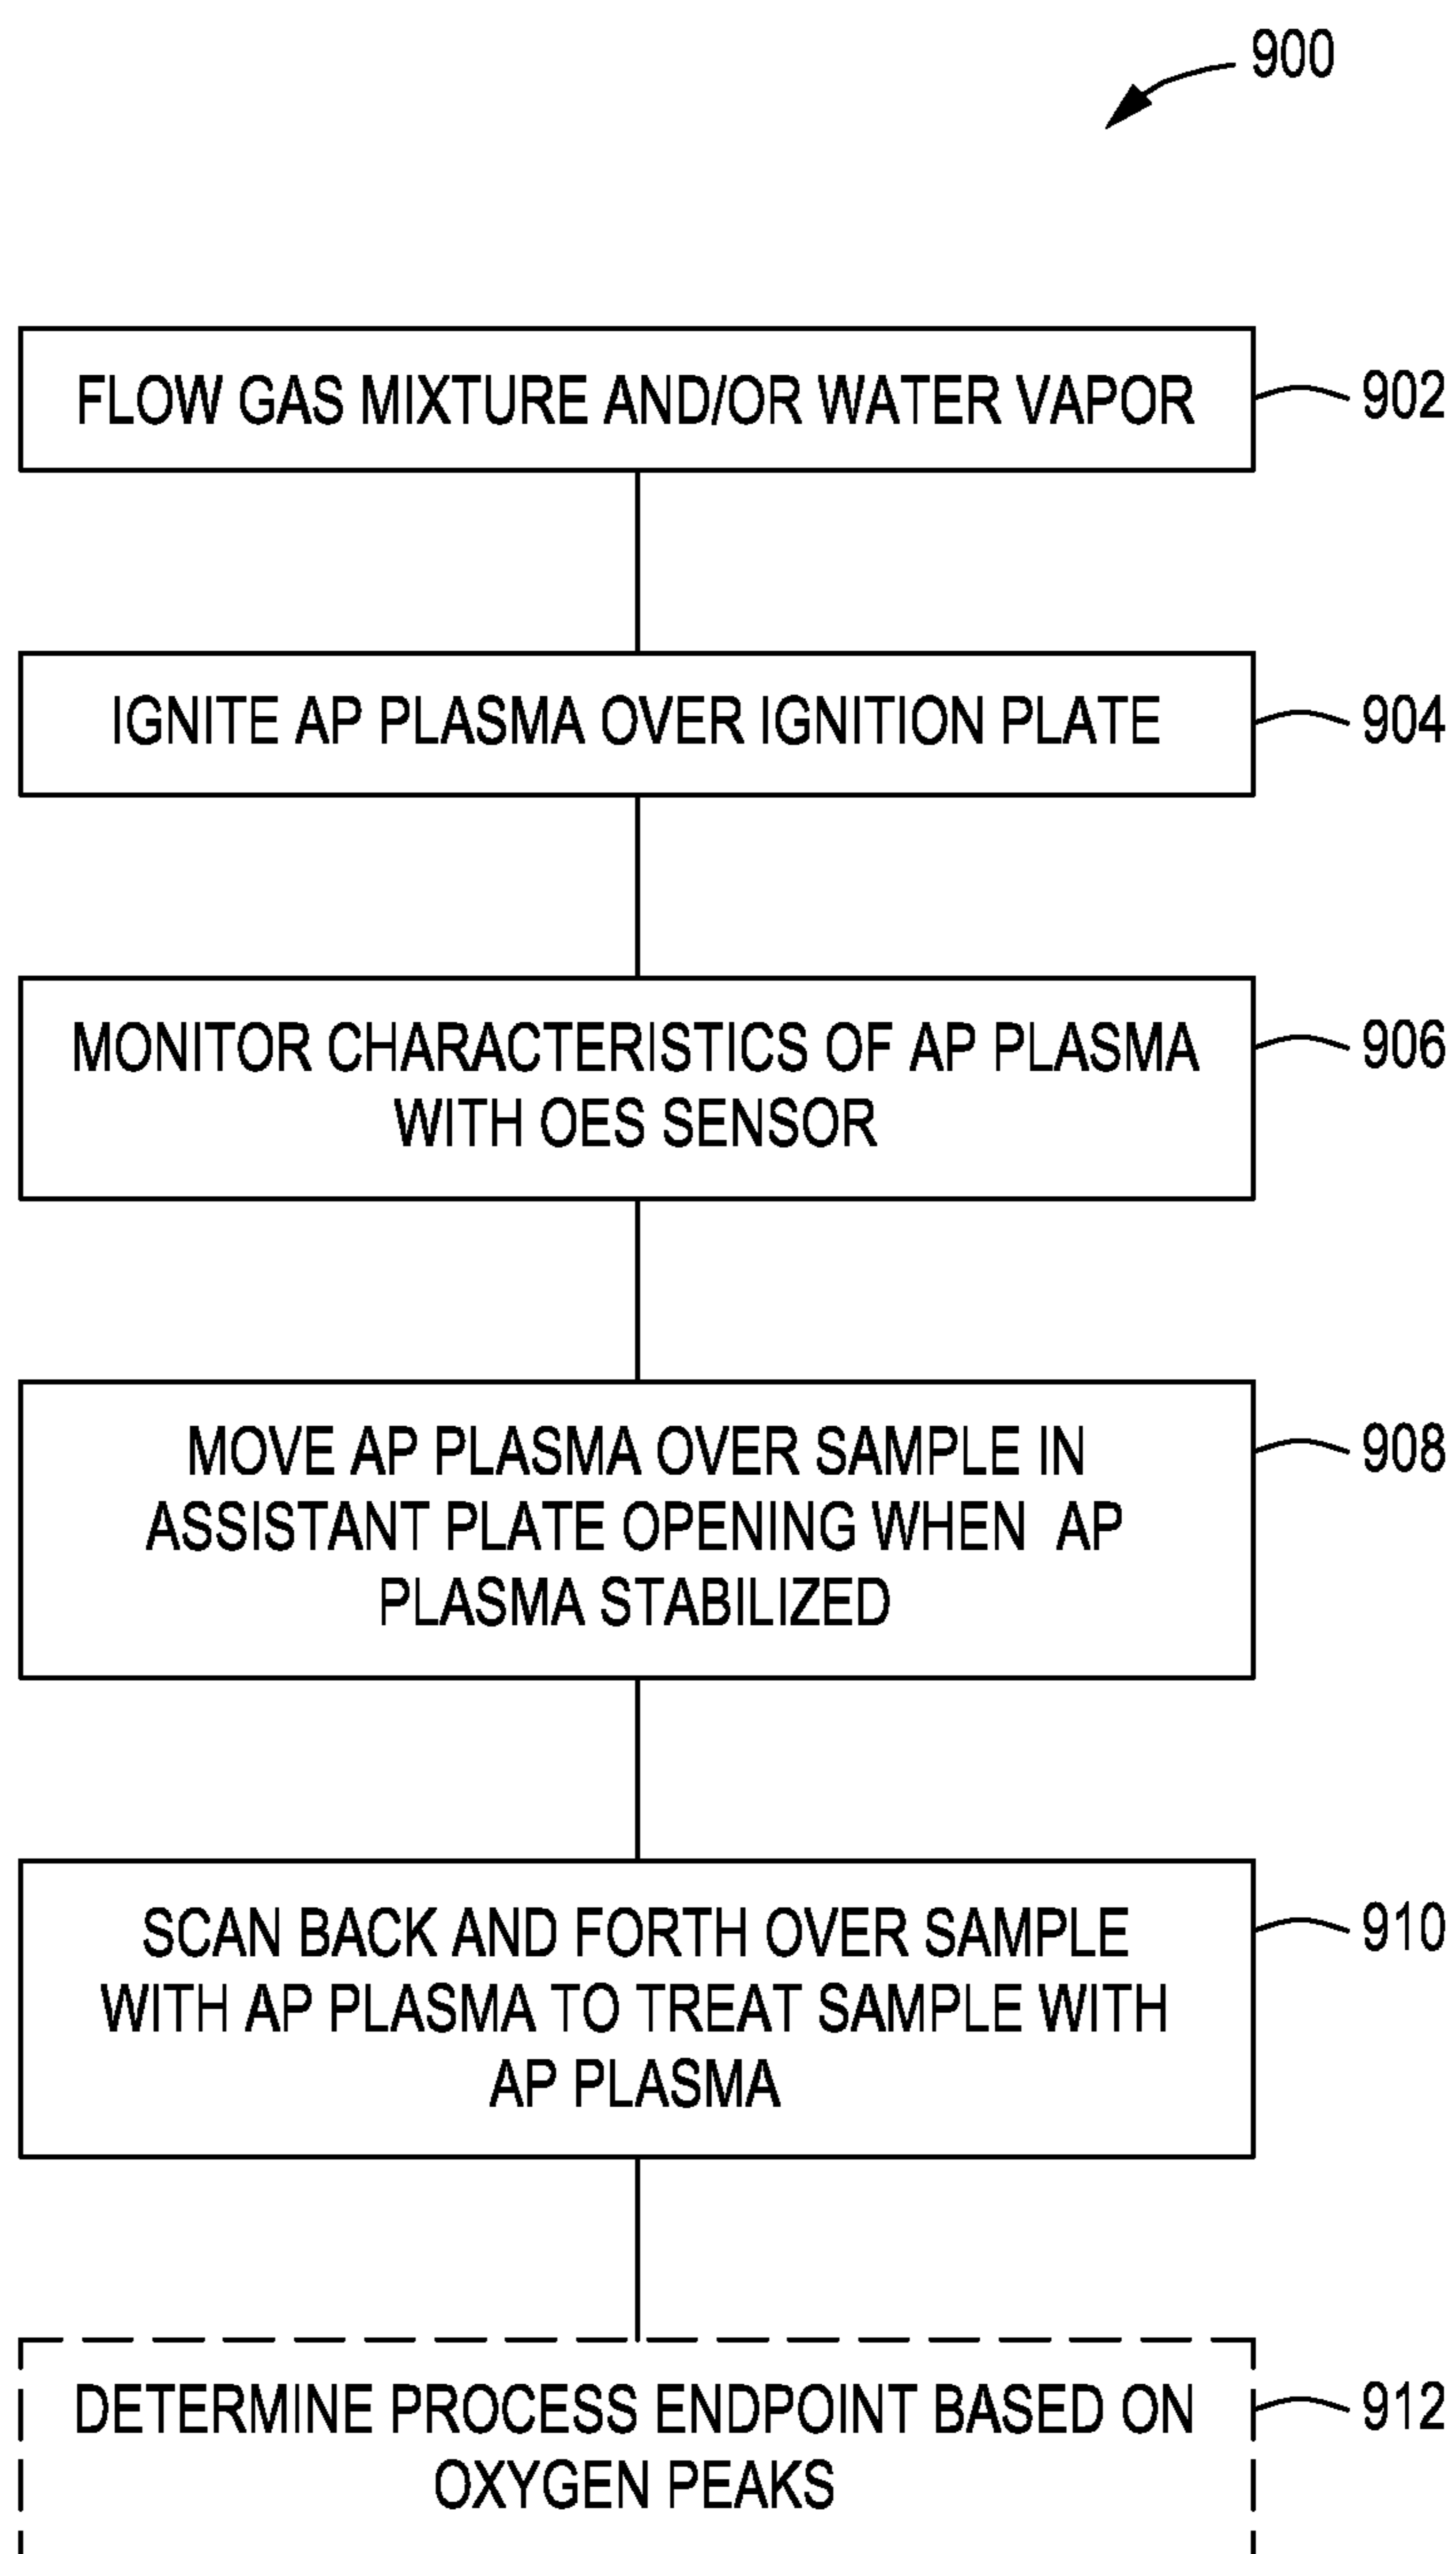 900
FLOW GAS MIXTURE AND/OR WATER VAPOR
902
IGNITE AP PLASMA OVER IGNITION PLATE
904
MONITOR CHARACTERISTICS OF AP PLASMA
WITH OES SENSOR
906
MOVE AP PLASMA OVER SAMPLE IN
ASSISTANT PLATE OPENING WHEN AP
PLASMA STABILIZED
908
SCAN BACK AND FORTH OVER SAMPLE
WITH AP PLASMA TO TREAT SAMPLE WITH
AP PLASMA
910
DETERMINE PROCESS ENDPOINT BASED ON
OXYGEN PEAKS
912